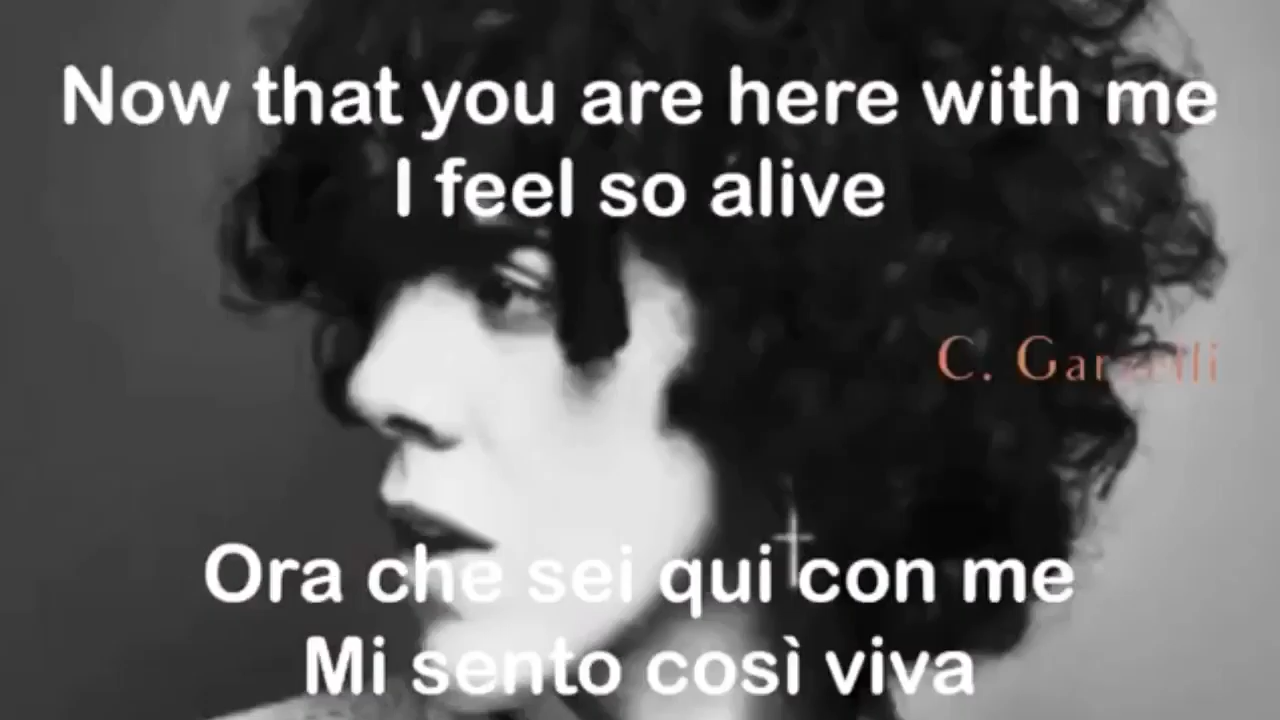 Now that you are here with me
I feel so alive
C. Gar
Ora che sei qui con me
Mi sento così viva